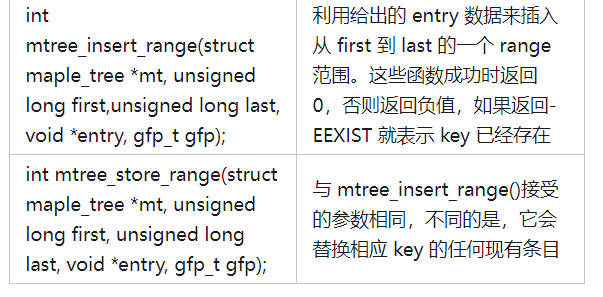 int
mtree_insert_range(struct
maple_tree *mt, unsigned
long first,unsigned long last,
void *entry, gfp_t gfp);
利用给出的 entry 数据来插入
从 first 到 last 的一个 range
范围。这些函数成功时返回
0，否则返回负值，如果返回-
EEXIST 就表示 key 已经存在
int mtree_store_range(struct
maple_tree *mt, unsigned
long first, unsigned long
last, void *entry, gfp_t gfp);
与 mtree_insert_range()接受
的参数相同，不同的是，它会
替换相应 key 的任何现有条目